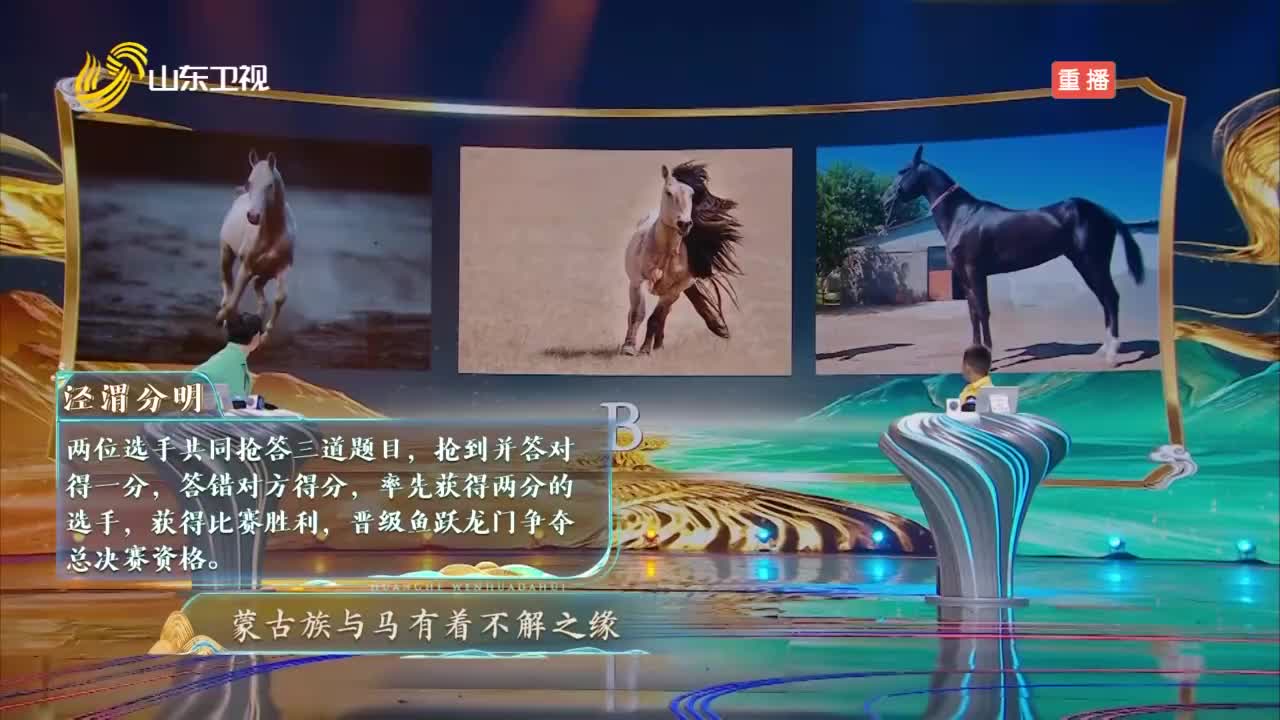 山东卫视
重播
B
泾渭分明
两位选手共同抢答三道题目，抢到并答对
得一分，答错对方得分，率先获得两分的
选手，获得比赛胜利，晋级鱼跃龙门争夺
总决赛资格。
HUANGHE WENHUADAHUI
蒙古族与马有着不解之缘